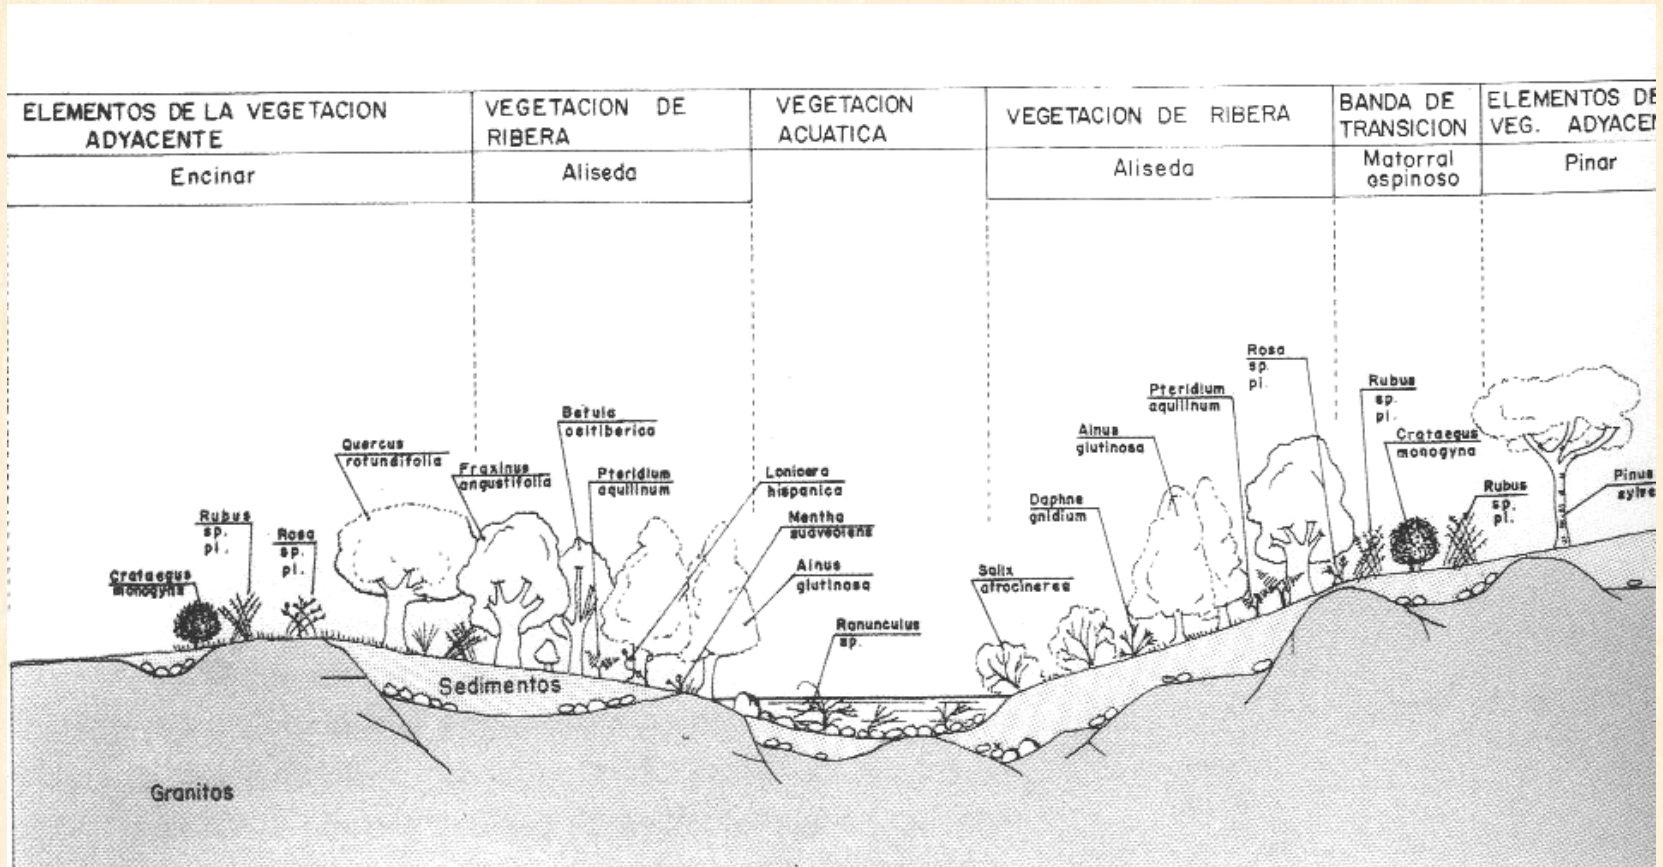 ELEMENTOS DE LA VEGETACION
ADYACENTE
VEGETACION DE
RIBERA
VEGETACION
ACUATICA
VEGETACION DE RIBERA
BANDA DE
TRANSICION
ELEMENTOS DE
VEG. ADYACEN
Encinar
Aliseda
Aliseda
Matorral
espinoso
Pinar
Crataegus
monogyna
Rubus
sp.
pl.
Rosa
sp.
pl.
Quercus
rotundifolia
Fraxinus
angustifolia
Betula
celtiberica
Pteridium
aquilinum
Lonicera
hispanica
Mentha
suaveolens
Alnus
glutinosa
Ranunculus
sp.
Salix
atrocinerea
Daphne
gnidium
Alnus
glutinosa
Pteridium
aquilinum
Rosa
sp.
pl.
Rubus
sp.
pl.
Crataegus
monogyna
Rubus
sp.
pl.
Pinus
sylve
Sedimentos
Granitos